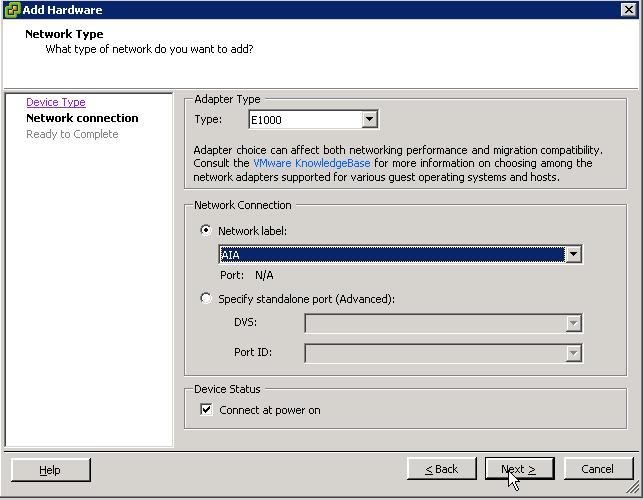 Add Hardware
Network Type
What type of network do you want to add?
Device Type
Network connection
Ready to Complete
Adapter Type
Type:
E1000
Adapter choice can affect both networking performance and migration compatibility.
Consult the VMware KnowledgeBase for more information on choosing among the
network adapters supported for various guest operating systems and hosts.
Network Connection
Network label:
AIA
Port: N/A
Specify standalone port (Advanced):
DVS:
Port ID:
Device Status
Connect at power on
Help
< Back
Next >
Cancel